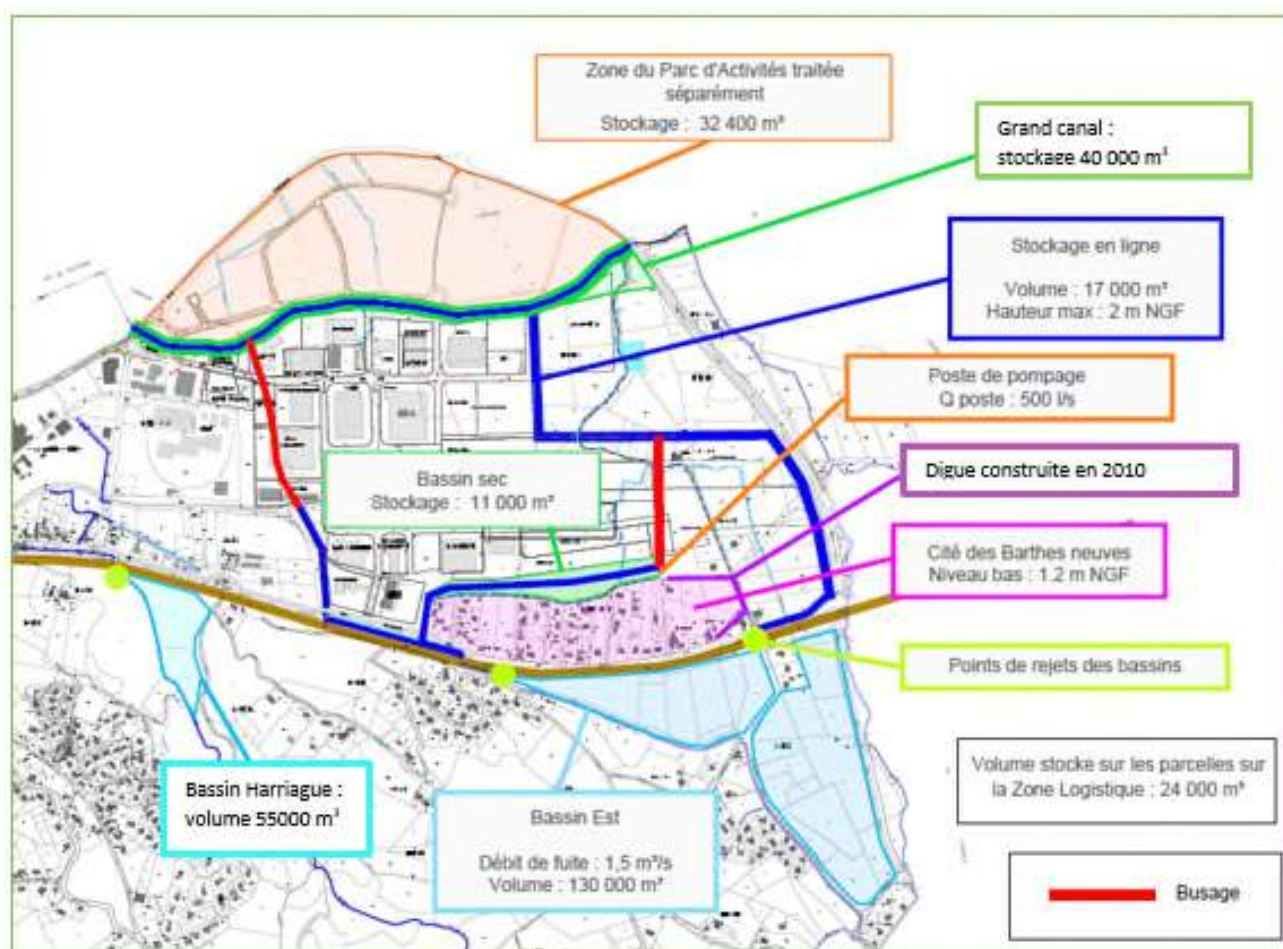 Zone du Parc d'Activités traitée
séparément
Stockage : 32 400 m³
Grand canal :
stockage 40 000 m³
Stockage en ligne
Volume : 17 000 m³
Hauteur max : 2 m NGF
Poste de pompage
Q poste : 500 l/s
Digue construite en 2010
Bassin sec
Stockage : 11 000 m³
Cité des Barthes neuves
Niveau bas : 1.2 m NGF
Points de rejets des bassins
Bassin Harriague :
volume 55000 m³
Bassin Est
Débit de fuite : 1,5 m³/s
Volume : 130 000 m³
Volume stocke sur les parcelles sur
la Zone Logistique : 24 000 m³
Busage